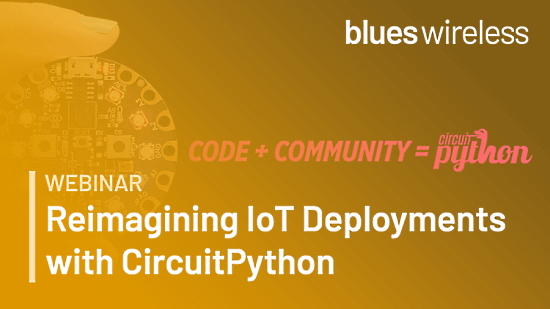 blues wireless
CODE + COMMUNITY = circuit python
WEBINAR
Reimagining IoT Deployments
with CircuitPython